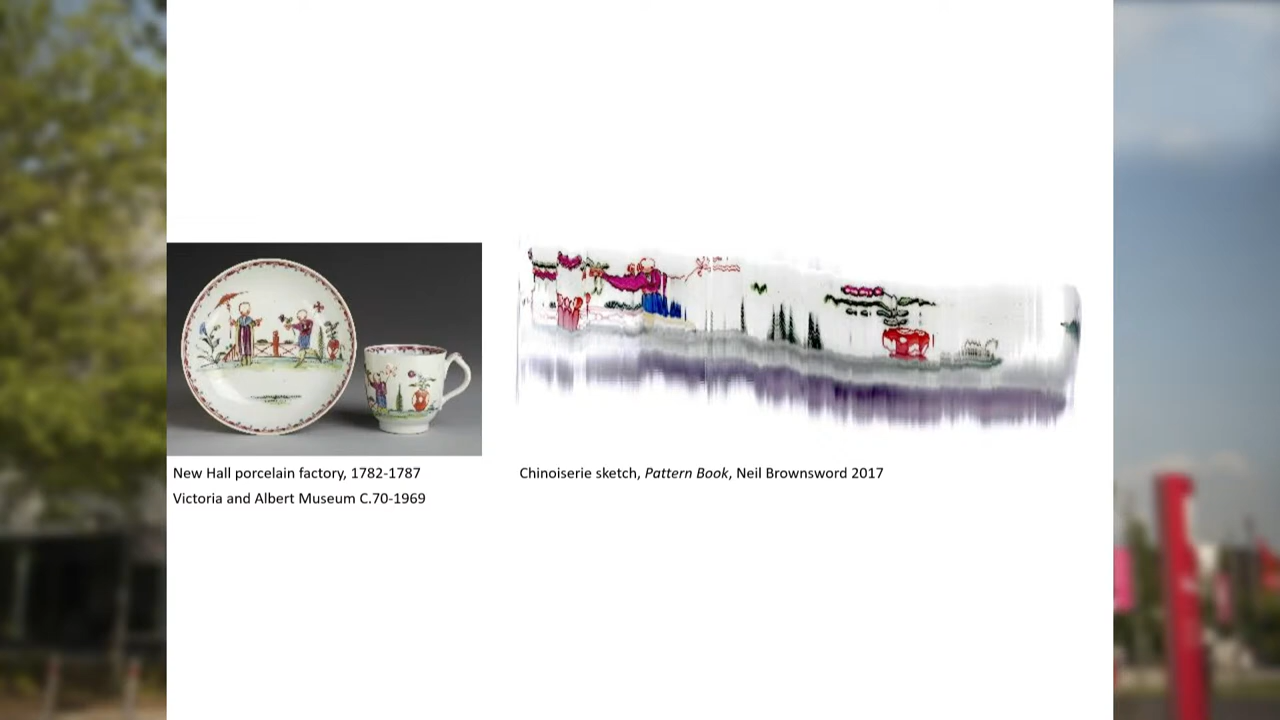 New Hall porcelain factory, 1782-1787
Victoria and Albert Museum C.70-1969
Chinoiserie sketch, Pattern Book, Neil Brownsword 2017